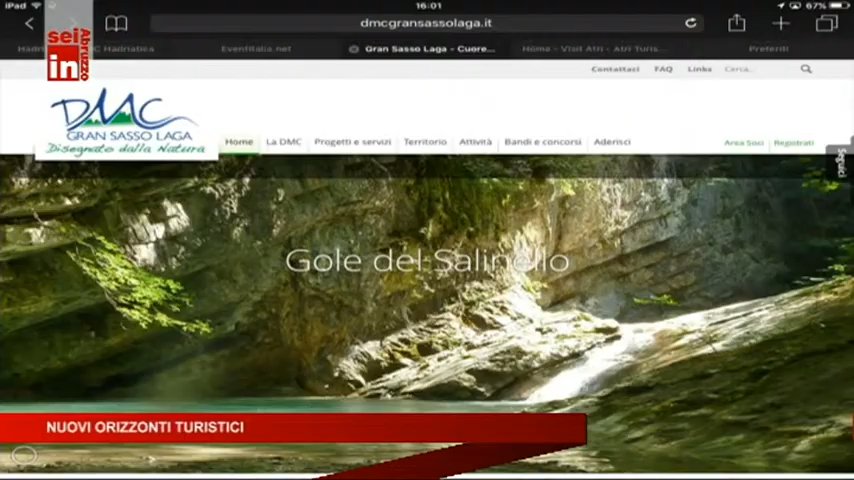 iPad
16:01
67%
dmcgransassolaga.it
EventItalia.net
Gran Sasso Laga - Cuore...
Home - Visit Atri - Atri Turis...
Preferiti
sei in Abruzzo
Contattaci FAQ Links Cerca...
DMC
GRAN SASSO LAGA
Disegnato dalla Natura
Home La DMC Progetti e servizi Territorio Attività Bandi e concorsi Aderisci
Area Soci Registrati
Seguici
Gole del Salinello
NUOVI ORIZZONTI TURISTICI